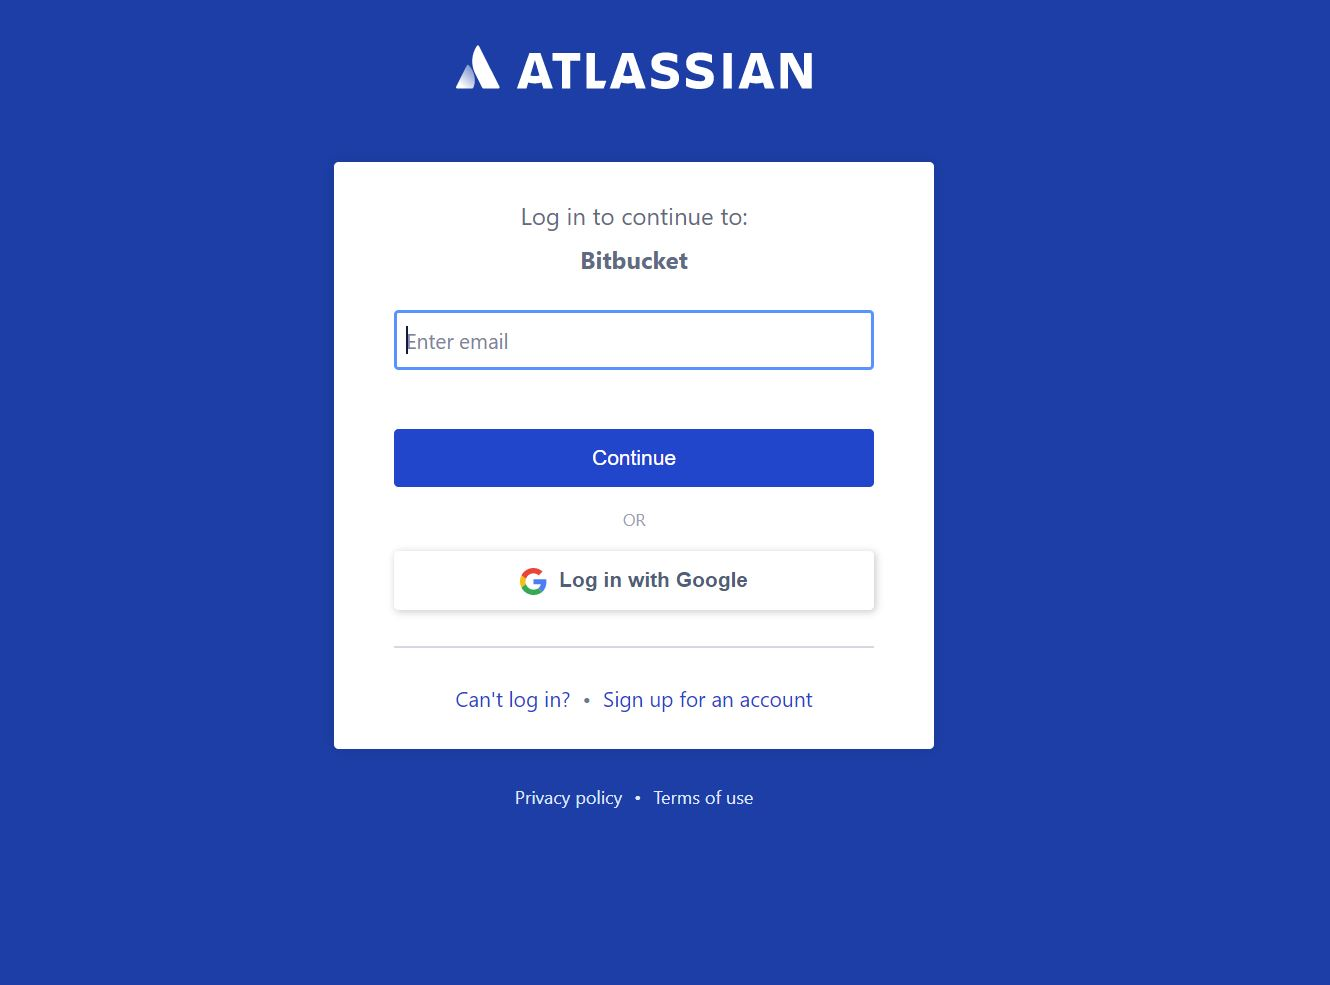 ATLASSIAN
Log in to continue to:
Bitbucket
Enter email
Continue
OR
Log in with Google
Can't log in? • Sign up for an account
Privacy policy • Terms of use